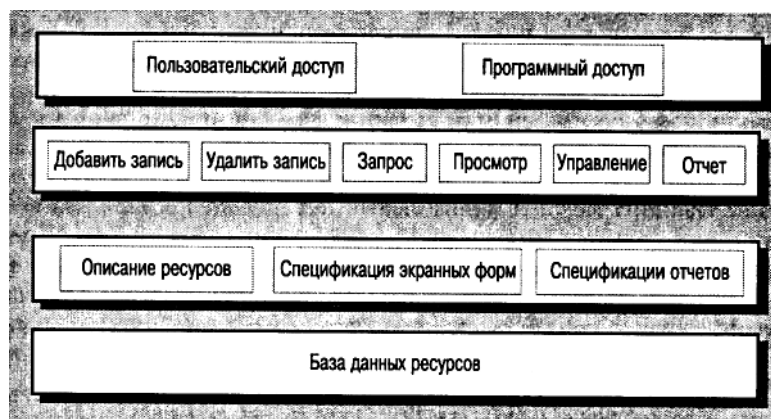 Пользовательский доступ
Программный доступ
Добавить запись
Удалить запись
Запрос
Просмотр
Управление
Отчет
Описание ресурсов
Спецификация экранных форм
Спецификации отчетов
База данных ресурсов